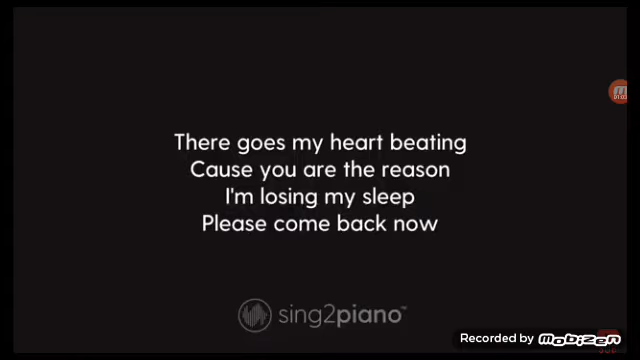 There goes my heart beating
Cause you are the reason
I'm losing my sleep
Please come back now
sing2piano™
Recorded by MOBIZEN